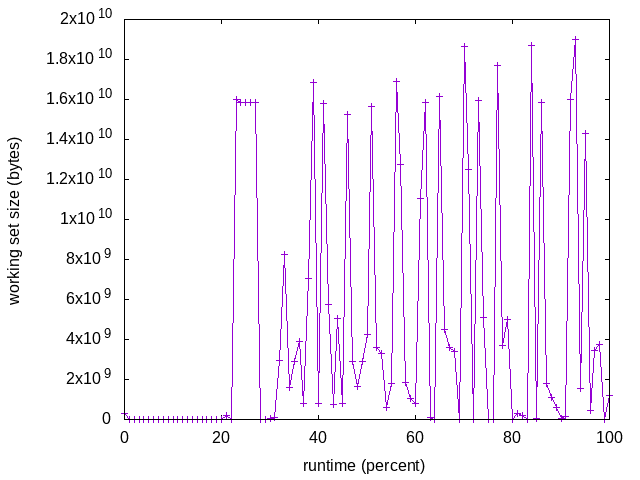 2x10^10
1.8x10^10
1.6x10^10
1.4x10^10
1.2x10^10
1x10^10
8x10^9
6x10^9
4x10^9
2x10^9
0
working set size (bytes)
0 20 40 60 80 100
runtime (percent)